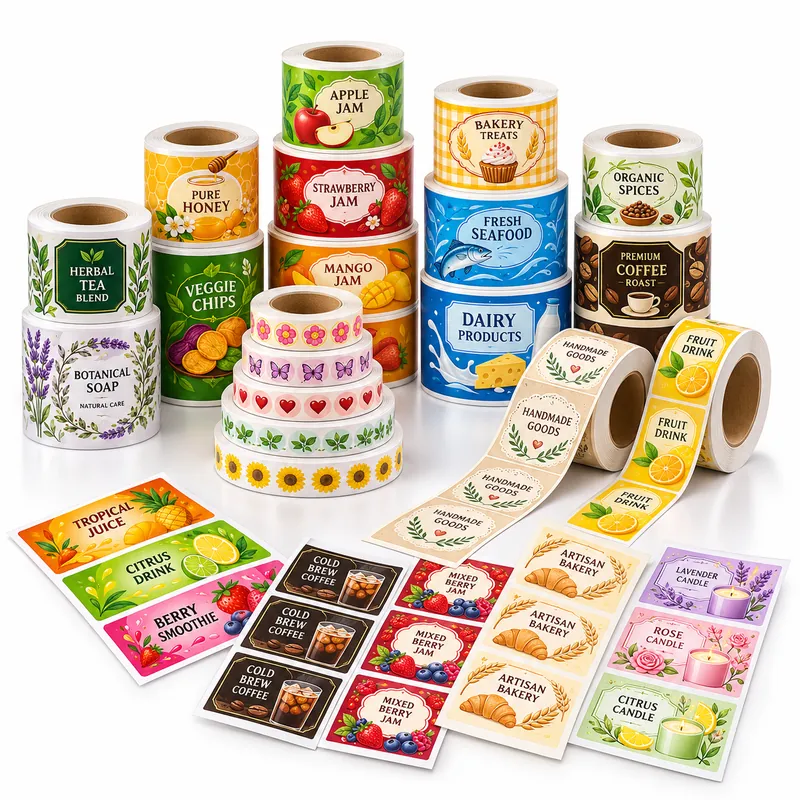 APPLE
JAM
BAKERY
TREATS
PURE
HONEY
STRAWBERRY
JAM
ORGANIC
SPICES
HERBAL
TEA
BLEND
FRESH
SEAFOOD
VEGGIE
CHIPS
MANGO
JAM
PREMIUM
COFFEE
ROAST
DAIRY
PRODUCTS
BOTANICAL
SOAP
NATURAL CARE
HANDMADE
GOODS
HANDMADE
GOODS
HANDMADE
GOODS
HANDMADE
GOODS
FRUIT
DRINK
FRUIT
DRINK
FRUIT
DRINK
TROPICAL
JUICE
CITRUS
DRINK
BERRY
SMOOTHIE
COLD
BREW
COFFEE
COLD
BREW
COFFEE
COLD
BREW
COFFEE
MIXED
BERRY
JAM
MIXED
BERRY
JAM
MIXED
BERRY
JAM
ARTISAN
BAKERY
ARTISAN
BAKERY
ARTISAN
BAKERY
LAVENDER
CANDLE
ROSE
CANDLE
CITRUS
CANDLE